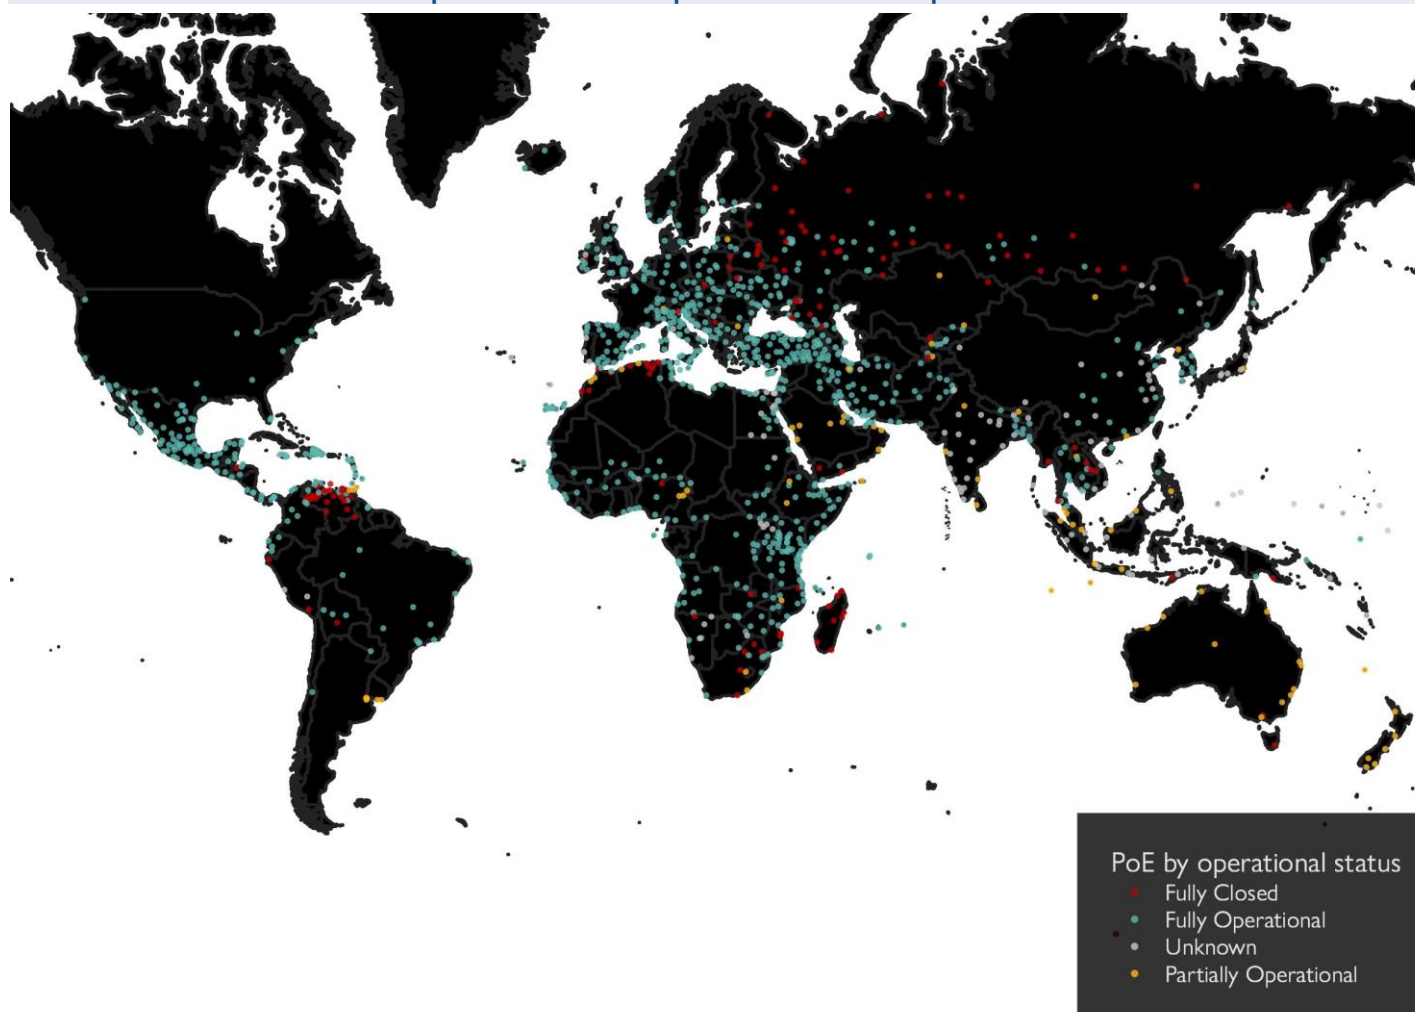 PoE by operational status
Fully Closed
Fully Operational
Unknown
Partially Operational